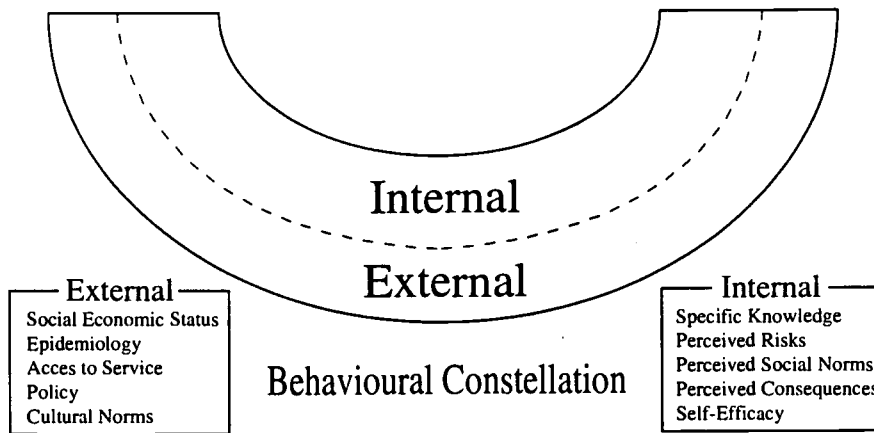 Internal
External
External
Social Economic Status
Epidemiology
Acces to Service
Policy
Cultural Norms
Behavioural Constellation
Internal
Specific Knowledge
Perceived Risks
Perceived Social Norms
Perceived Consequences
Self-Efficacy